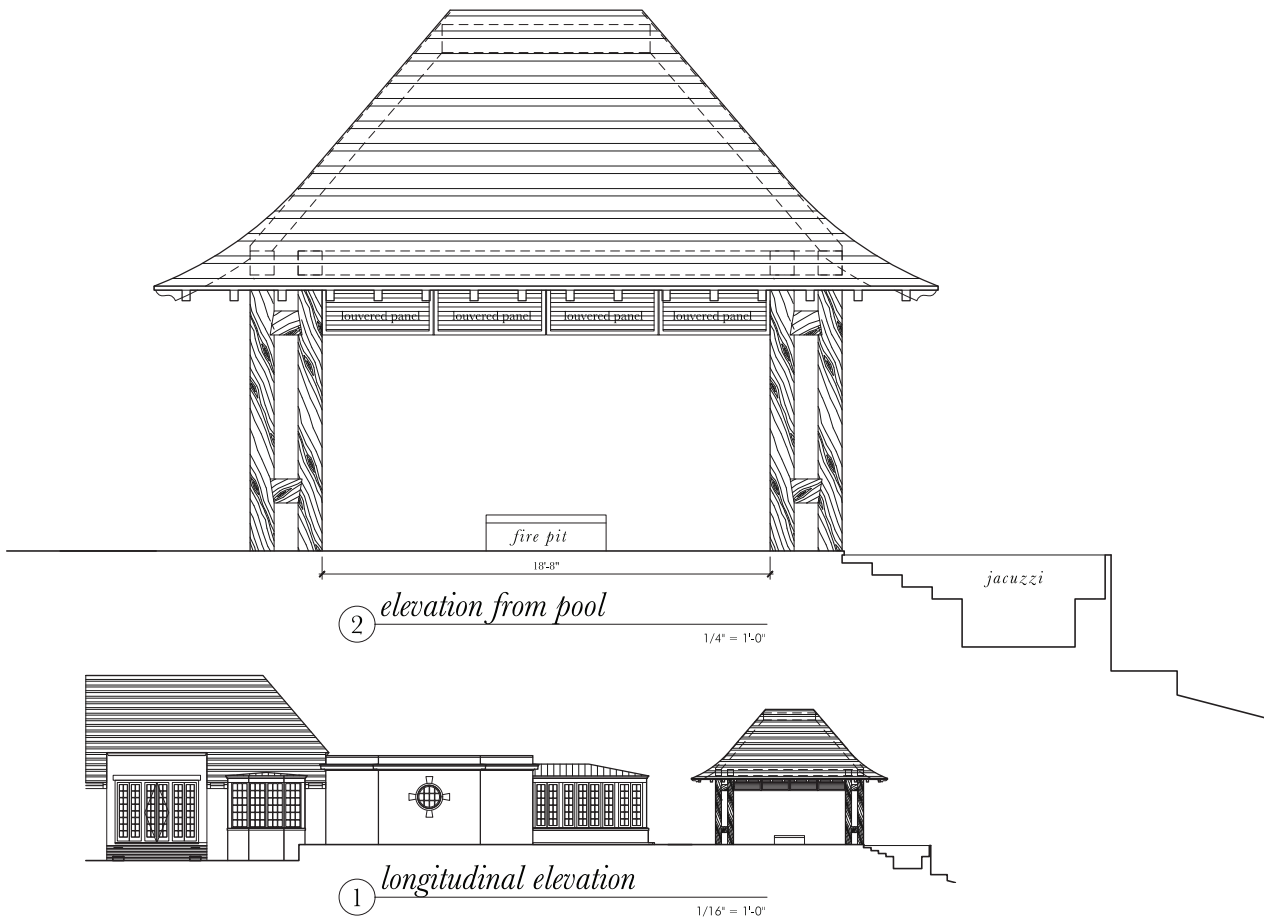 louvered panel louvered panel louvered panel louvered panel
fire pit
18'-8"
jacuzzi
2 elevation from pool
1/4" = 1'-0"
1 longitudinal elevation
1/16" = 1'-0"